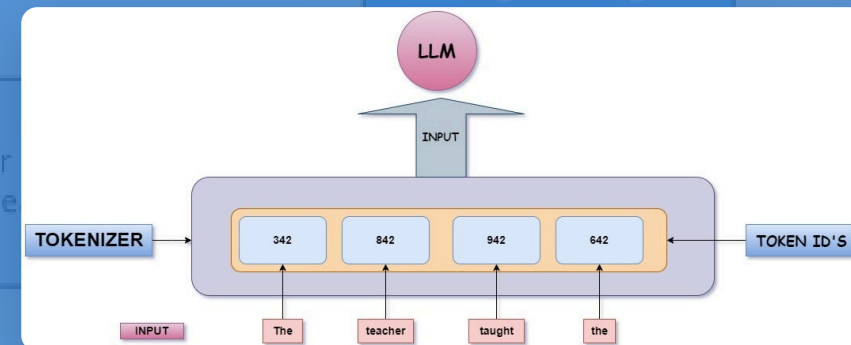 LLM
INPUT
TOKENIZER
342 842 942 642
TOKEN ID'S
INPUT
The teacher taught the